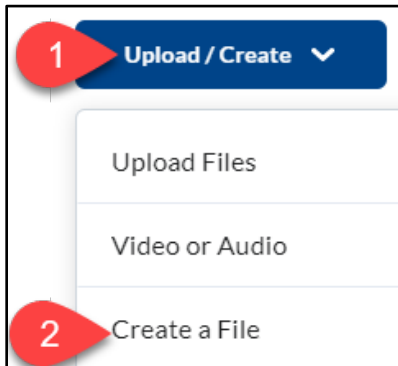 1 Upload / Create
Upload Files
Video or Audio
2 Create a File